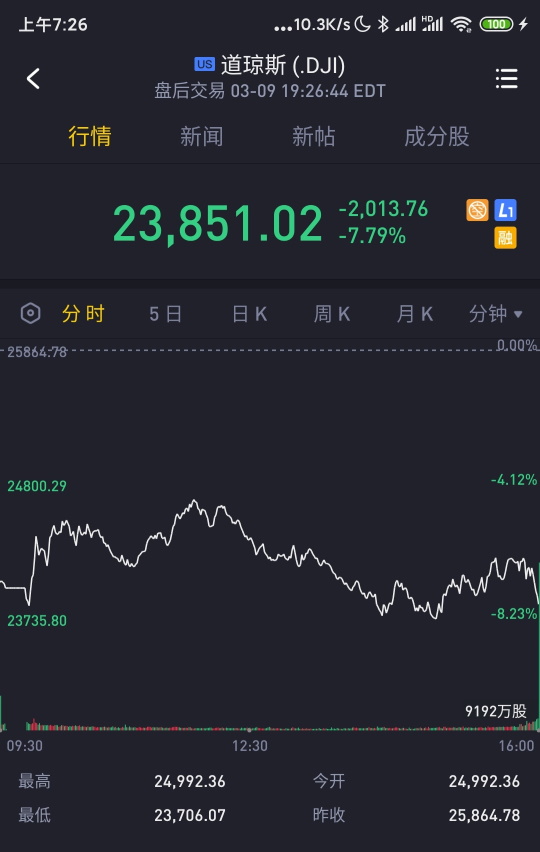 上午7:26
...10.3K/s HD 100
US 道琼斯 (.DJI)
盘后交易 03-09 19:26:44 EDT
行情 新闻 新帖 成分股
23,851.02
-2,013.76
-7.79%
L1
融
分时 5日 日K 周K 月K 分钟
25864.78 0.00%
24800.29 -4.12%
23735.80 -8.23%
9192万股
09:30 12:30 16:00
最高 24,992.36 今开 24,992.36
最低 23,706.07 昨收 25,864.78